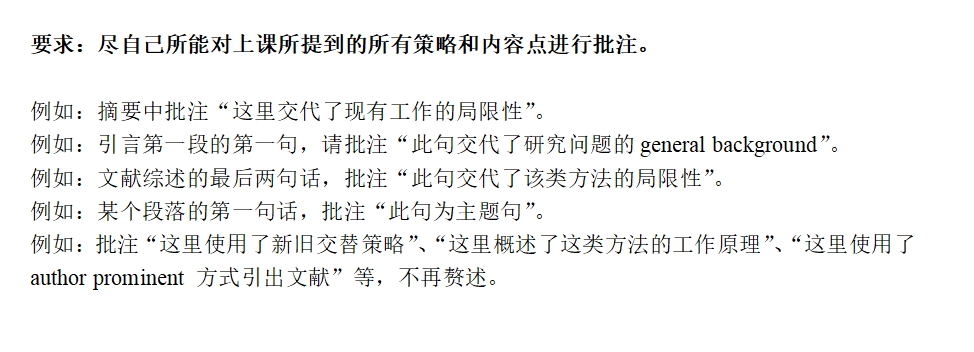 要求：尽自己所能对上课所提到的所有策略和内容点进行批注。
例如：摘要中批注“这里交代了现有工作的局限性”。
例如：引言第一段的第一句，请批注“此句交代了研究问题的 general background”。
例如：文献综述的最后两句话，批注“此句交代了该类方法的局限性”。
例如：某个段落的第一句话，批注“此句为主题句”。
例如：批注“这里使用了新旧交替策略”、“这里概述了这类方法的工作原理”、“这里使用了
author prominent 方式引出文献” 等，不再赘述。